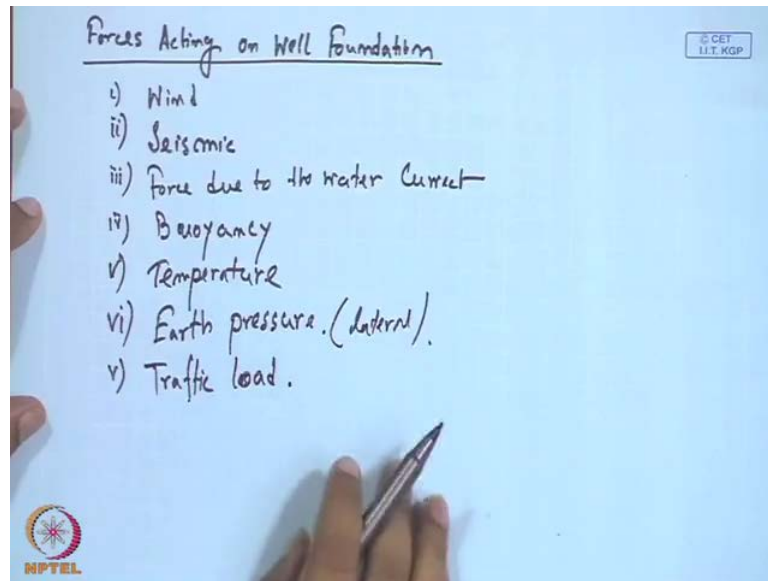 Forces Acting on Well Foundation
© CET
I.I.T. KGP
i) Wind
ii) Seismic
iii) Force due to the water Current
iv) Buoyancy
v) Temperature
vi) Earth pressure. (lateral).
v) Traffic load.
NPTEL